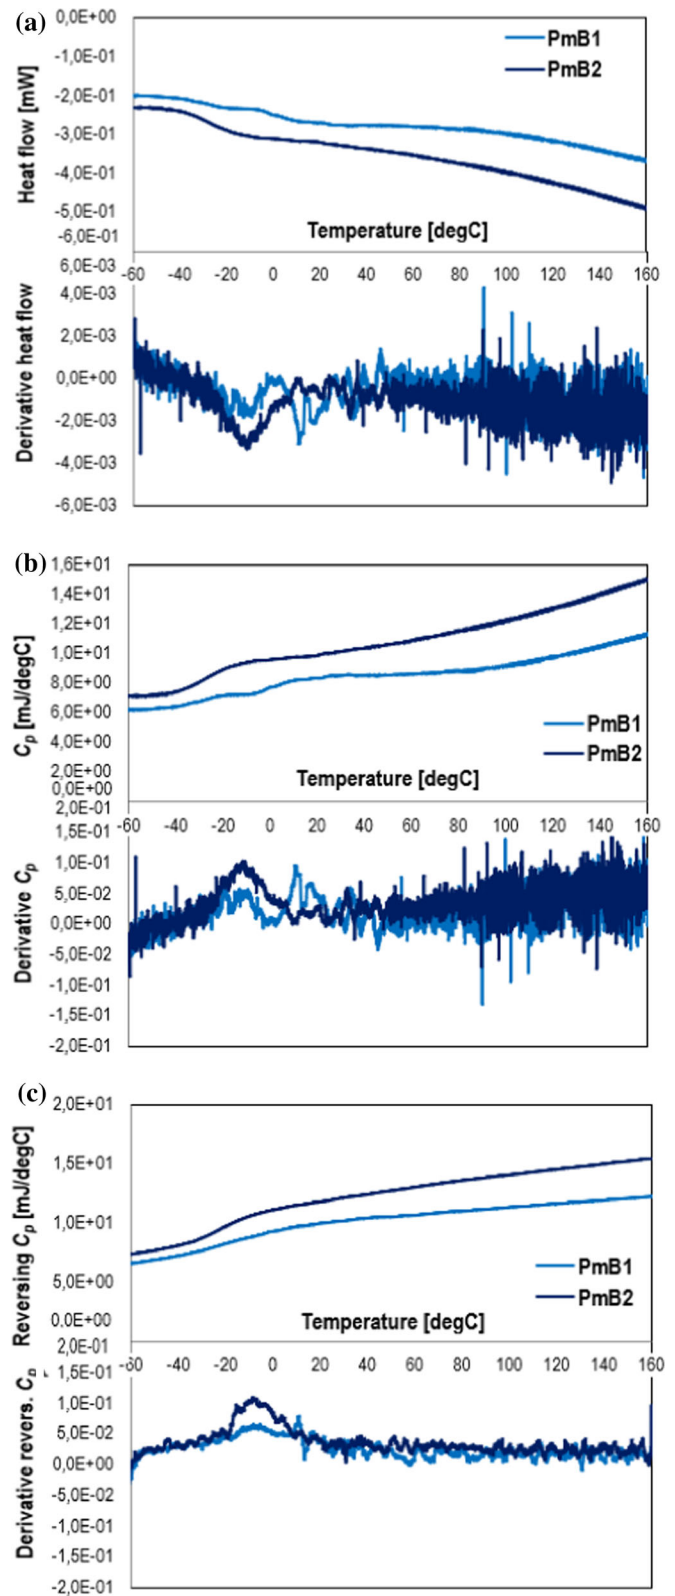 (a)
0,0E+00
PmB1
PmB2
Heat flow [mW]
-2,0E-01
-3,0E-01
-4,0E-01
-5,0E-01
-6,0E-01
Temperature [degC]
-60 -40 -20 0 20 40 60 80 100 120 140 160
6,0E-03
4,0E-03
2,0E-03
0,0E+00
-2,0E-03
-4,0E-03
-6,0E-03
Derivative heat flow
(b)
1,6E+01
1,4E+01
1,2E+01
1,0E+01
8,0E+00
6,0E+00
4,0E+00
2,0E+00
0,0E+00
Cp [mJ/degC]
PmB1
PmB2
Temperature [degC]
-60 -40 -20 0 20 40 60 80 100 120 140 160
2,0E-01
1,5E-01
1,0E-01
5,0E-02
0,0E+00
-5,0E-02
-1,0E-01
-1,5E-01
-2,0E-01
Derivative Cp
(c)
2,0E+01
1,5E+01
1,0E+01
5,0E+00
0,0E+00
Reversing Cp [mJ/degC]
PmB1
PmB2
Temperature [degC]
-60 -40 -20 0 20 40 60 80 100 120 140 160
2,0E-01
1,5E-01
1,0E-01
5,0E-02
0,0E+00
-5,0E-02
-1,0E-01
-1,5E-01
-2,0E-01
Derivative revers. Cp